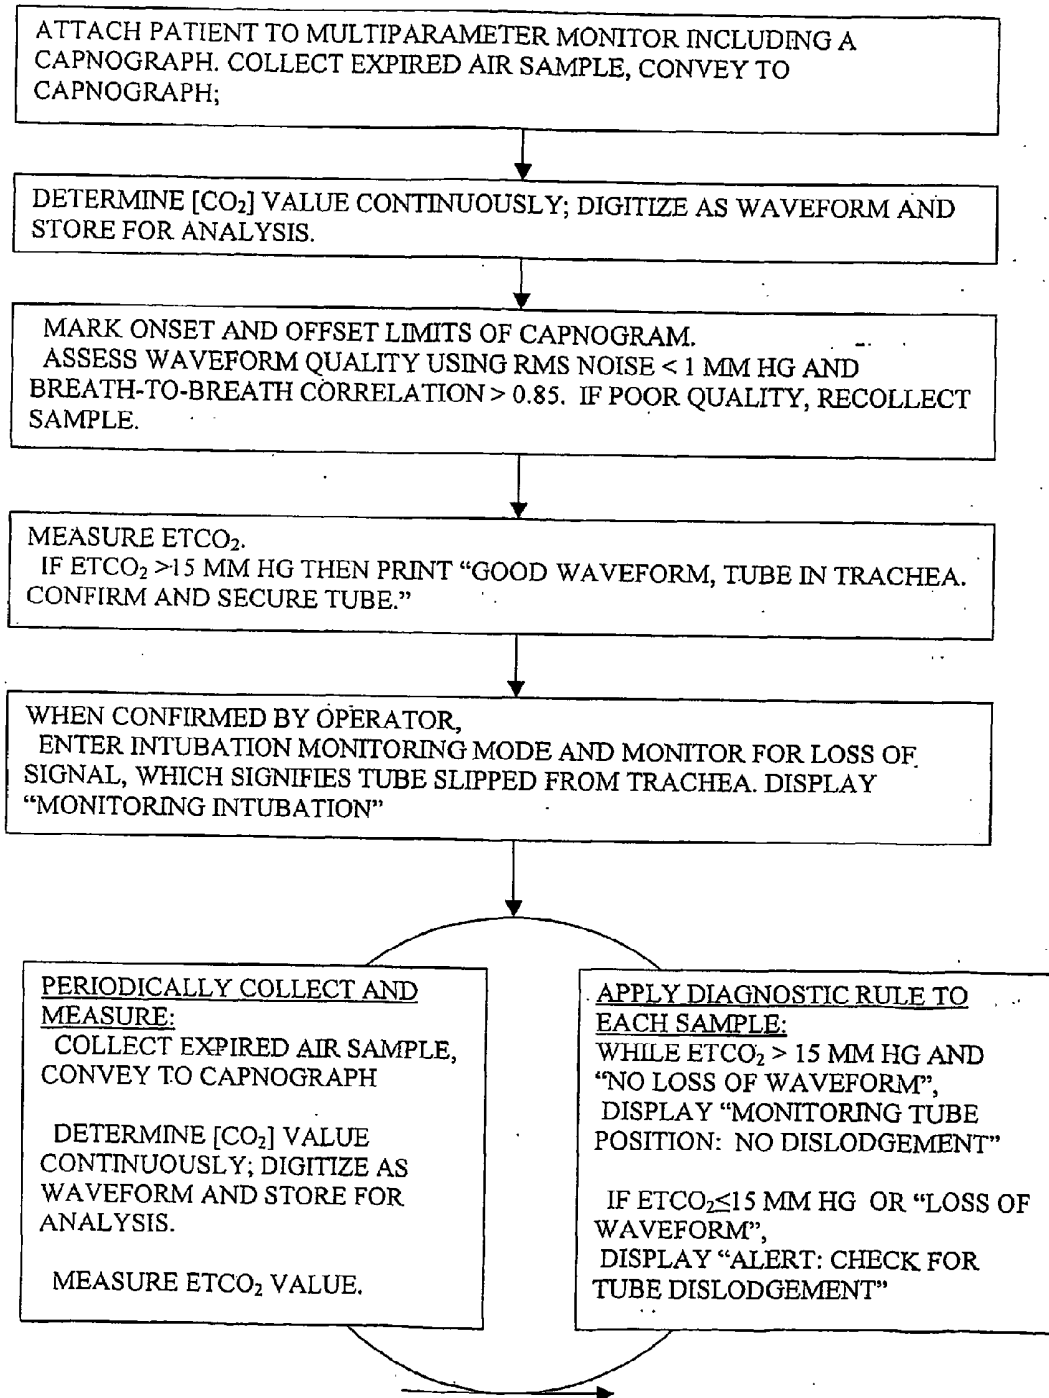 ATTACH PATIENT TO MULTIPARAMETER MONITOR INCLUDING A
CAPNOGRAPH. COLLECT EXPIRED AIR SAMPLE, CONVEY TO
CAPNOGRAPH;
DETERMINE [CO₂] VALUE CONTINUOUSLY; DIGITIZE AS WAVEFORM AND
STORE FOR ANALYSIS.
MARK ONSET AND OFFSET LIMITS OF CAPNOGRAM.
ASSESS WAVEFORM QUALITY USING RMS NOISE < 1 MM HG AND
BREATH-TO-BREATH CORRELATION > 0.85. IF POOR QUALITY, RECOLLECT
SAMPLE.
MEASURE ETCO₂.
IF ETCO₂ >15 MM HG THEN PRINT “GOOD WAVEFORM, TUBE IN TRACHEA.
CONFIRM AND SECURE TUBE.”
WHEN CONFIRMED BY OPERATOR,
ENTER INTUBATION MONITORING MODE AND MONITOR FOR LOSS OF
SIGNAL, WHICH SIGNIFIES TUBE SLIPPED FROM TRACHEA. DISPLAY
“MONITORING INTUBATION”
PERIODICALLY COLLECT AND
MEASURE:
COLLECT EXPIRED AIR SAMPLE,
CONVEY TO CAPNOGRAPH
DETERMINE [CO₂] VALUE
CONTINUOUSLY; DIGITIZE AS
WAVEFORM AND STORE FOR
ANALYSIS.
MEASURE ETCO₂ VALUE.
APPLY DIAGNOSTIC RULE TO
EACH SAMPLE:
WHILE ETCO₂ > 15 MM HG AND
“NO LOSS OF WAVEFORM”,
DISPLAY “MONITORING TUBE
POSITION: NO DISLODGEMENT”
IF ETCO₂≤15 MM HG OR “LOSS OF
WAVEFORM”,
DISPLAY “ALERT: CHECK FOR
TUBE DISLODGEMENT”